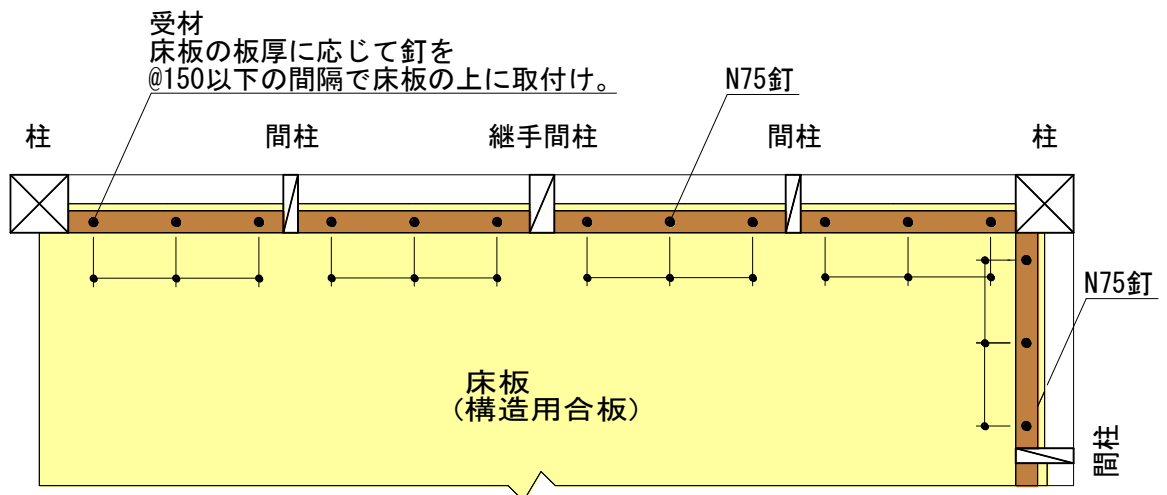 受材
床板の板厚に応じて釘を
@150以下の間隔で床板の上に取付け。
N75釘
柱
間柱
継手間柱
間柱
柱
N75釘
床板
(構造用合板)
間柱